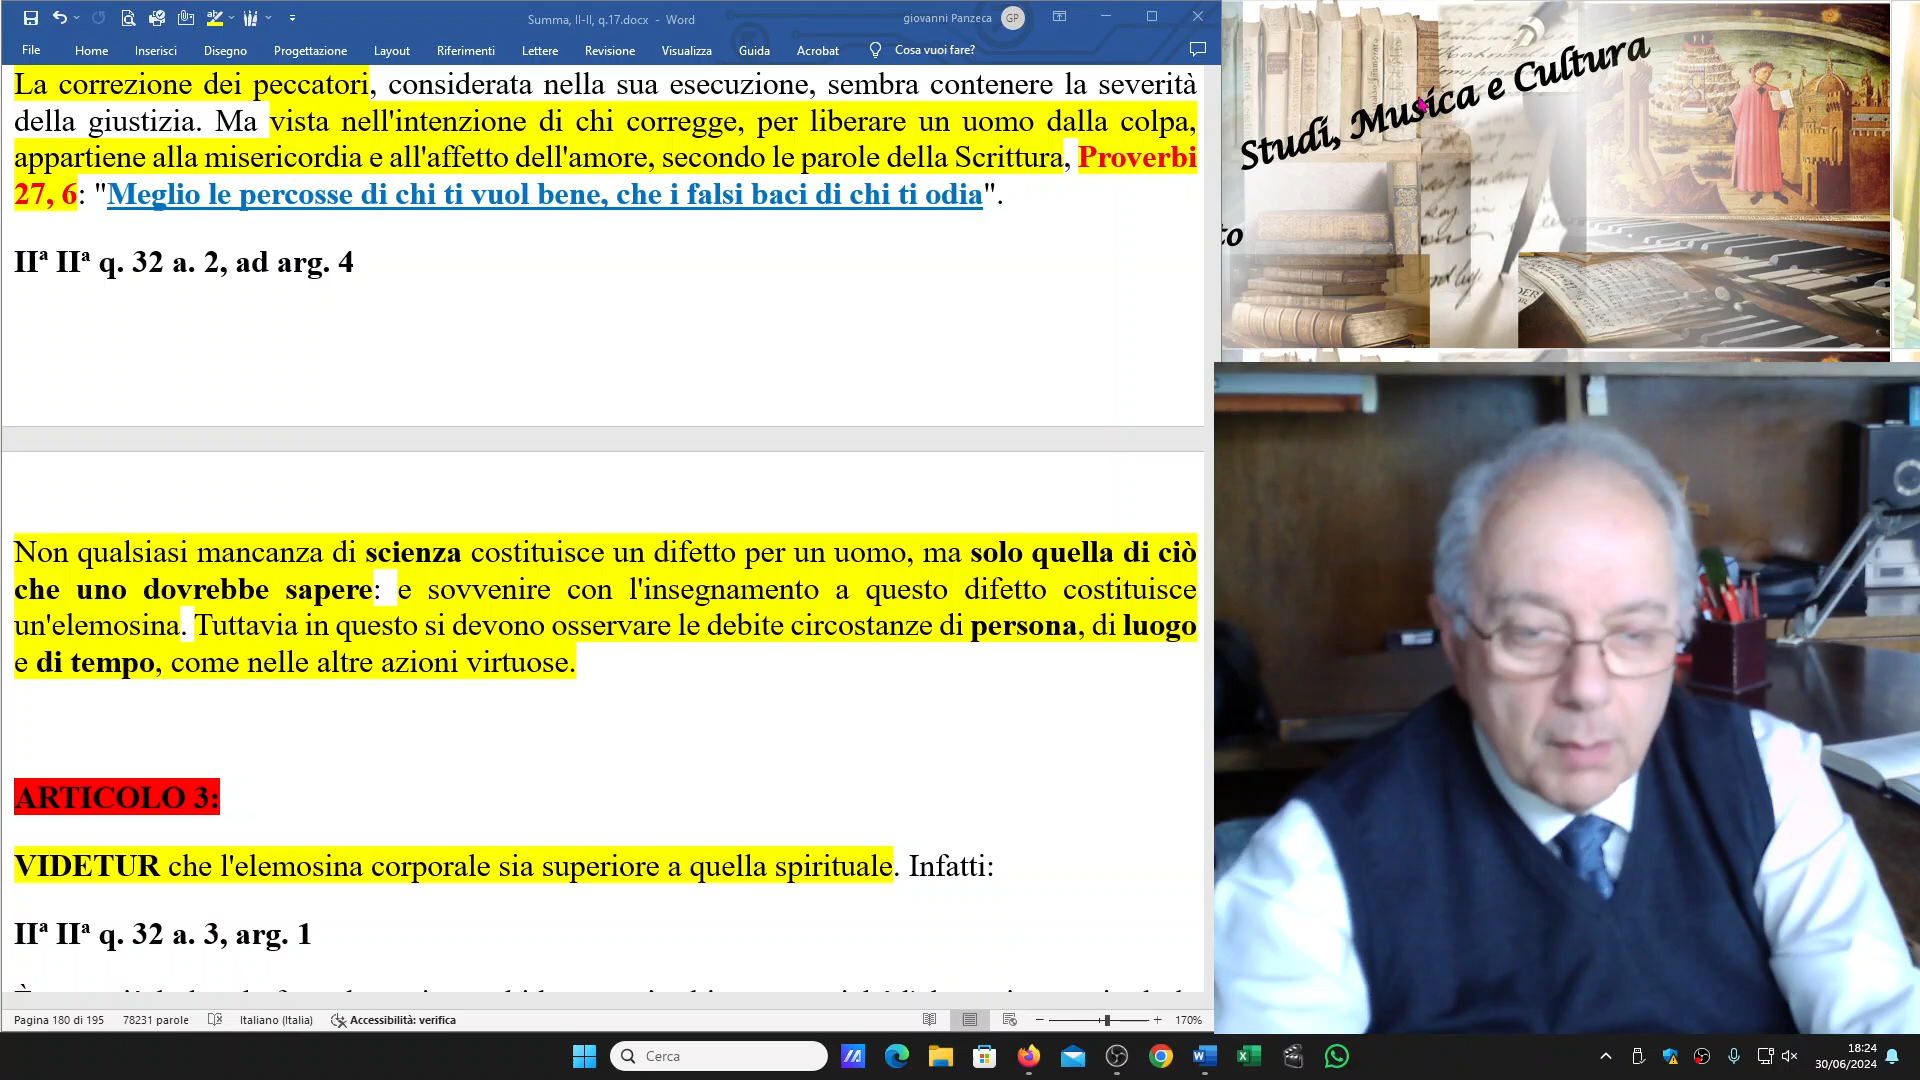 Summa, II-II, q.17.docx - Word
giovanni Panzeca
GP
File Home Inserisci Disegno Progettazione Layout Riferimenti Lettere Revisione Visualizza Guida Acrobat Cosa vuoi fare?
La correzione dei peccatori, considerata nella sua esecuzione, sembra contenere la severità
della giustizia. Ma vista nell'intenzione di chi corregge, per liberare un uomo dalla colpa,
appartiene alla misericordia e all'affetto dell'amore, secondo le parole della Scrittura, Proverbi
27, 6: "Meglio le percosse di chi ti vuol bene, che i falsi baci di chi ti odia".
IIª IIª q. 32 a. 2, ad arg. 4
Non qualsiasi mancanza di scienza costituisce un difetto per un uomo, ma solo quella di ciò
che uno dovrebbe sapere: e sovvenire con l'insegnamento a questo difetto costituisce
un'elemosina. Tuttavia in questo si devono osservare le debite circostanze di persona, di luogo
e di tempo, come nelle altre azioni virtuose.
ARTICOLO 3:
VIDETUR che l'elemosina corporale sia superiore a quella spirituale. Infatti:
IIª IIª q. 32 a. 3, arg. 1
Pagina 180 di 195 78231 parole Italiano (Italia) Accessibilità: verifica 170%
Studi, Musica e Cultura
to
Cerca
18:24
30/06/2024